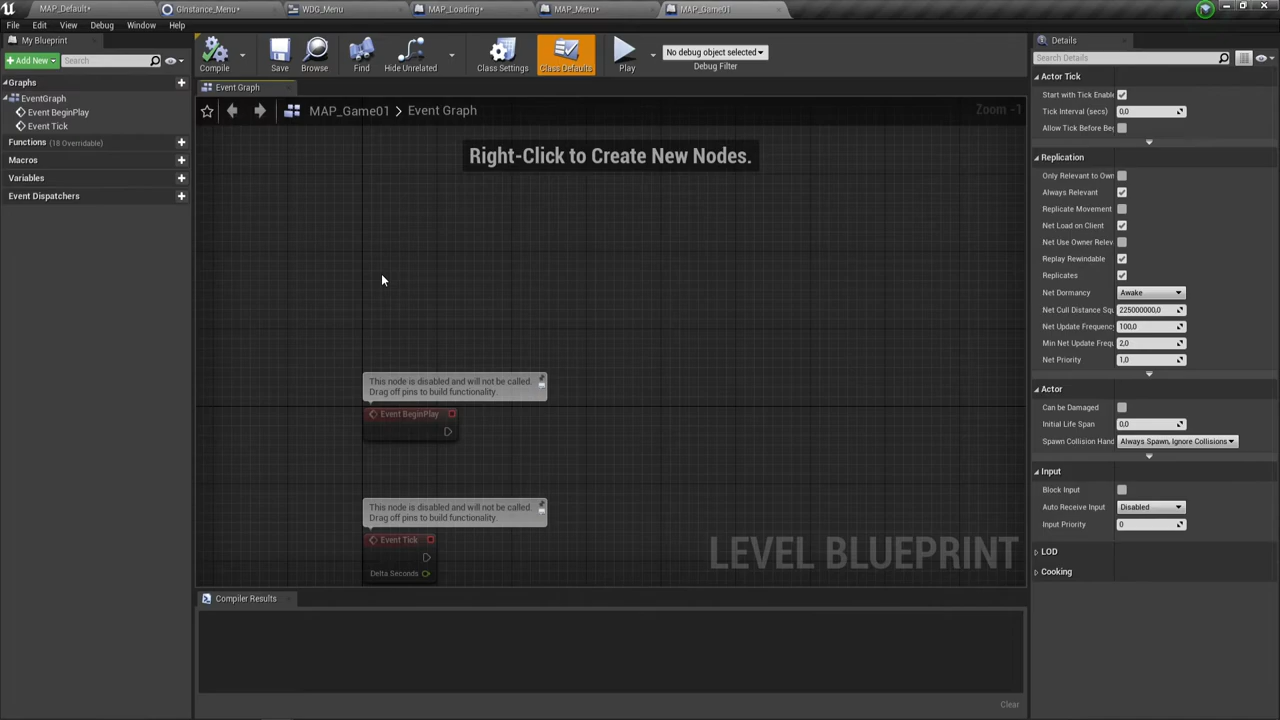 MAP_Default*
GInstance_Menu*
WDG_Menu
MAP_Loading*
MAP_Menu*
MAP_Game01
File Edit View Debug Window Help
My Blueprint
Add New
Search
Graphs
EventGraph
Event BeginPlay
Event Tick
Functions (18 Overridable)
Macros
Variables
Event Dispatchers
Compile
Save
Browse
Find
Hide Unrelated
Class Settings
Class Defaults
Play
No debug object selected
Debug Filter
Event Graph
MAP_Game01 > Event Graph
Zoom -1
Right-Click to Create New Nodes.
This node is disabled and will not be called.
Drag off pins to build functionality.
Event BeginPlay
This node is disabled and will not be called.
Drag off pins to build functionality.
Event Tick
Delta Seconds
LEVEL BLUEPRINT
Compiler Results
Clear
Details
Search Details
Actor Tick
Start with Tick Enable
Tick Interval (secs) 0,0
Allow Tick Before Beg
Replication
Only Relevant to Own
Always Relevant
Replicate Movement
Net Load on Client
Net Use Owner Relev
Replay Rewindable
Replicates
Net Dormancy Awake
Net Cull Distance Squ 225000000,0
Net Update Frequency 100,0
Min Net Update Frequ 2,0
Net Priority 1,0
Actor
Can be Damaged
Initial Life Span 0,0
Spawn Collision Hand Always Spawn, Ignore Collisions
Input
Block Input
Auto Receive Input Disabled
Input Priority 0
LOD
Cooking